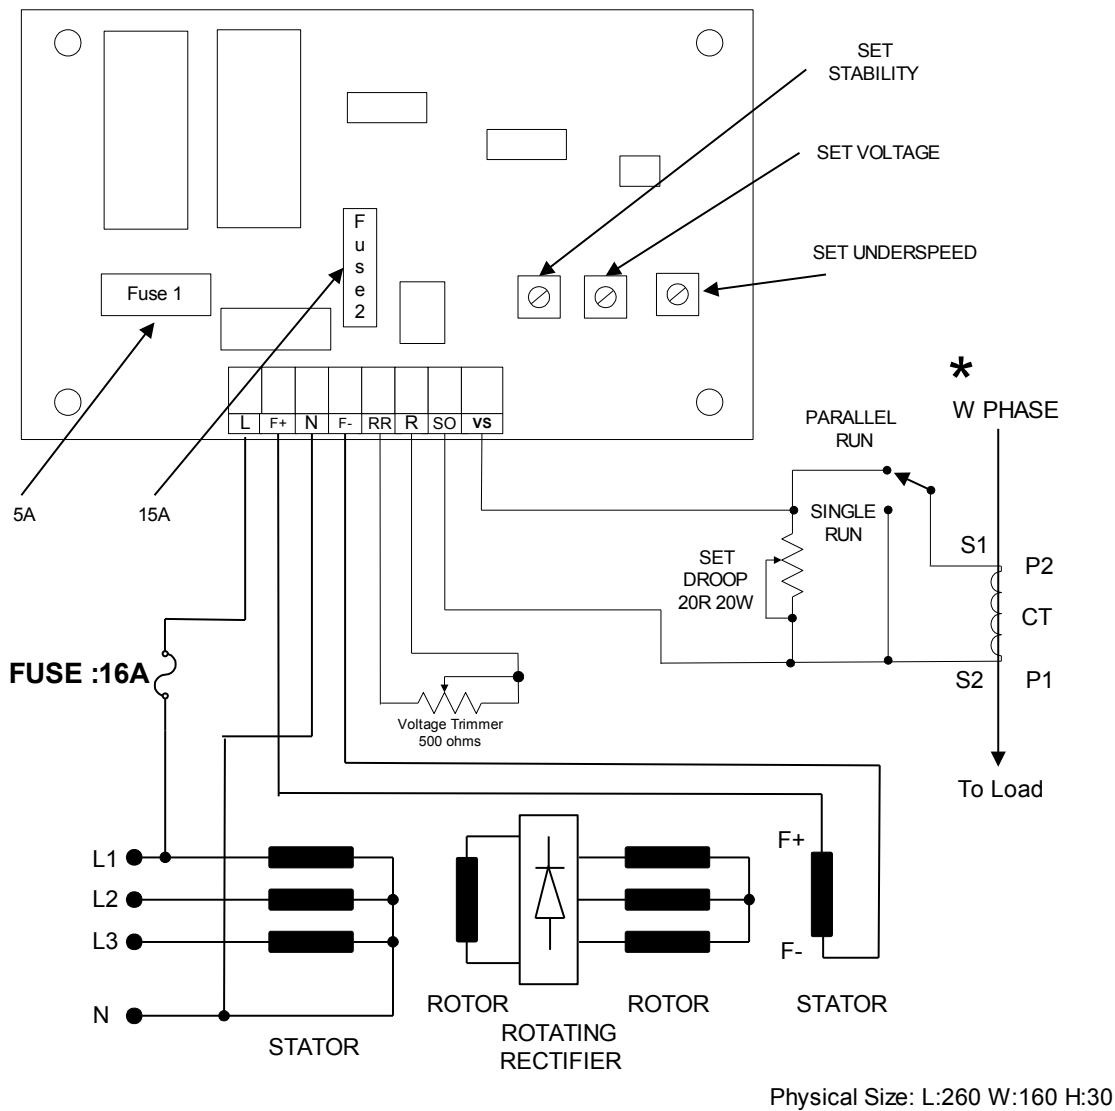 SET
STABILITY
SET VOLTAGE
SET UNDERSPEED
Fuse2
Fuse 1
5A
15A
L F+ N F- RR R SO VS
*
W PHASE
PARALLEL
RUN
SINGLE
RUN
SET
DROOP
20R 20W
S1
P2
CT
S2
P1
To Load
FUSE :16A
Voltage Trimmer
500 ohms
L1
L2
L3
N
STATOR
ROTOR
ROTATING
RECTIFIER
ROTOR
F+
F-
STATOR
Physical Size: L:260 W:160 H:30